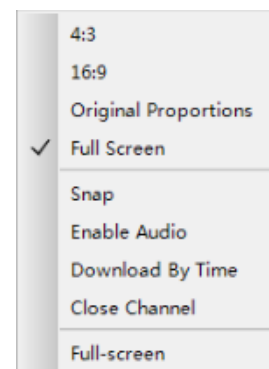 4:3
16:9
Original Proportions
Full Screen
Snap
Enable Audio
Download By Time
Close Channel
Full-screen